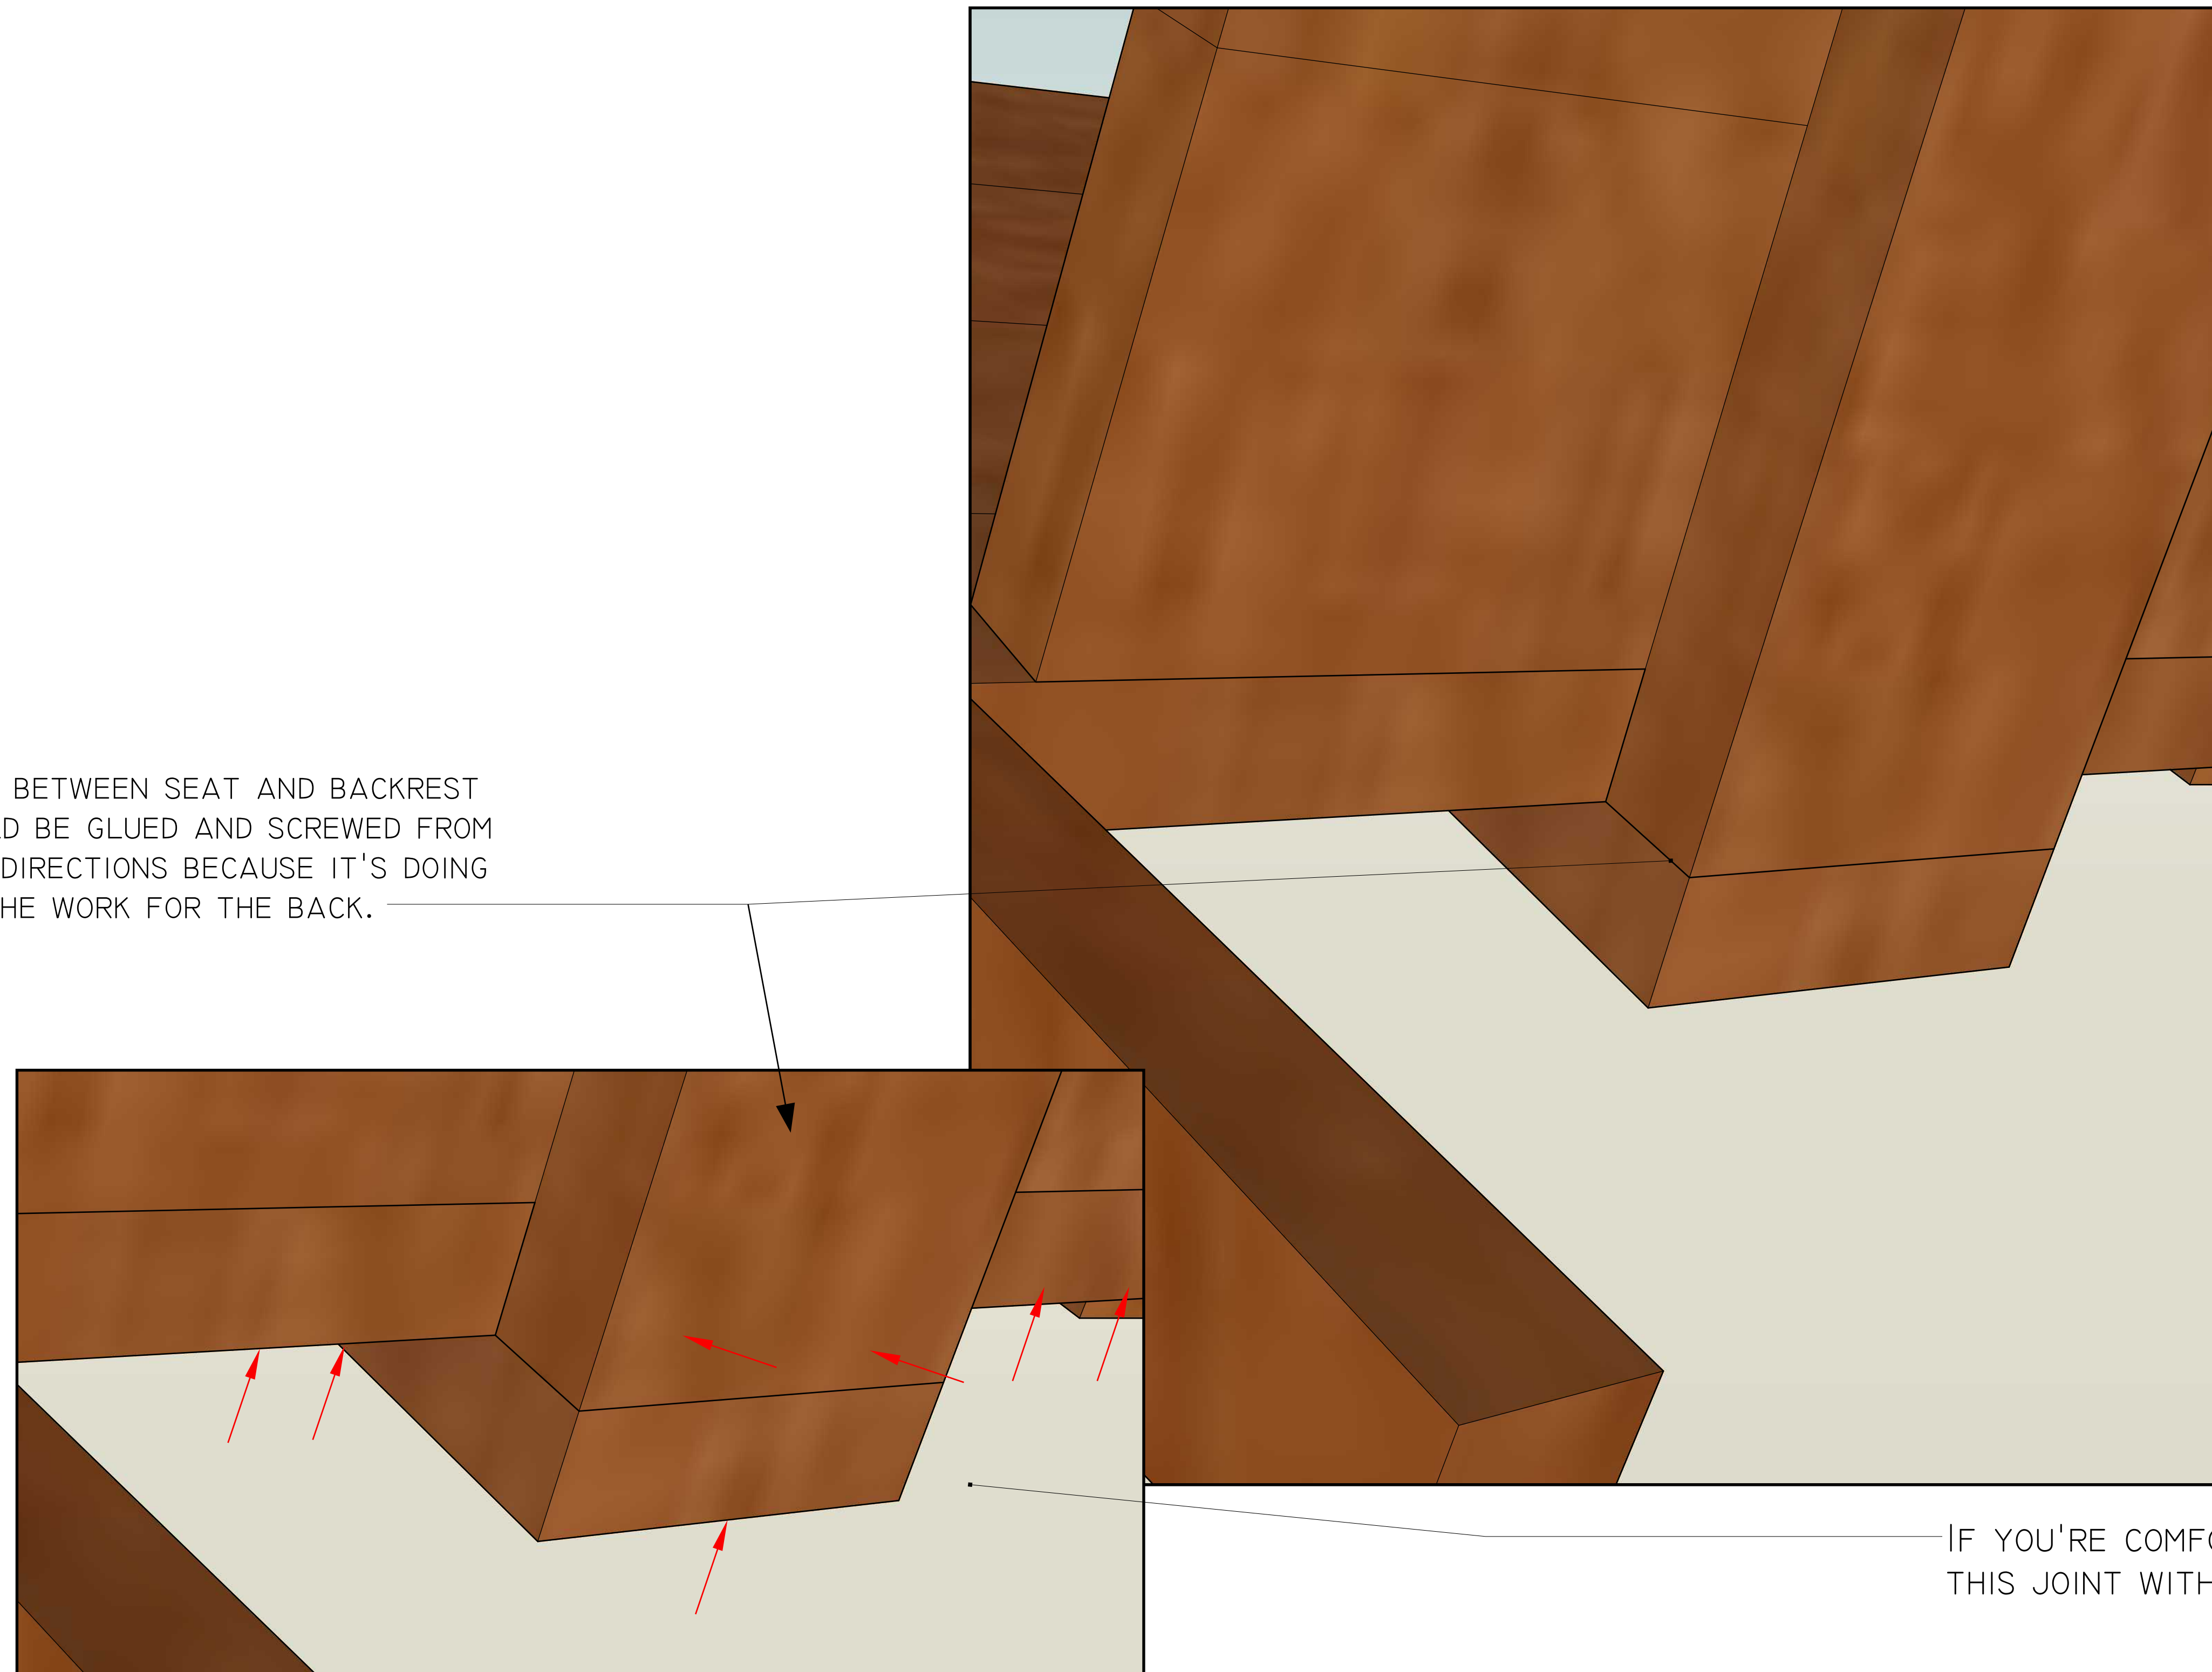 BETWEEN SEAT AND BACKREST
BE GLUED AND SCREWED FROM
DIRECTIONS BECAUSE IT'S DOING
WORK FOR THE BACK.
IF YOU'RE
THIS JOINT WITH